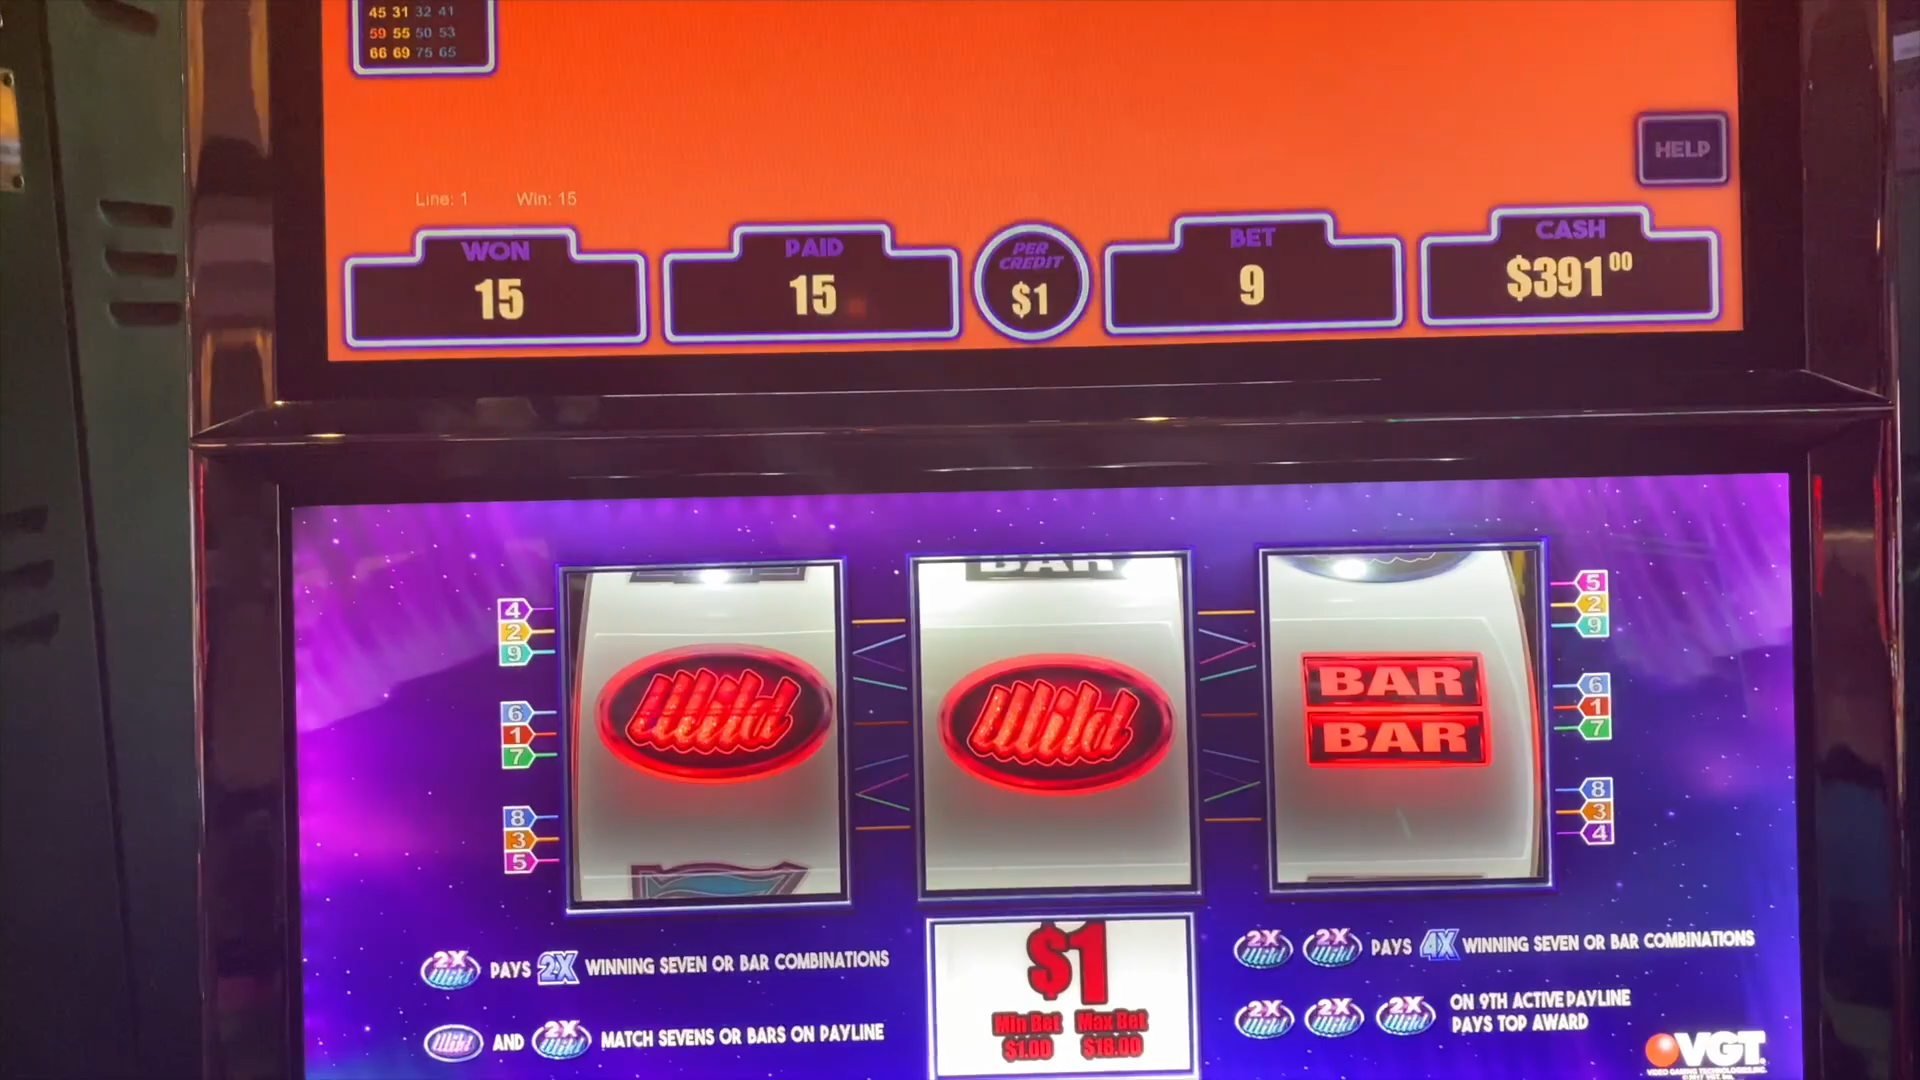 45 31 32 41
59 55 50 53
66 69 75 65
HELP
Line: 1 Win: 15
WON
15
PAID
15
PER
CREDIT
$1
BET
9
CASH
$391 00
BAR
4
2
9
6
1
7
8
3
5
Wild
Wild
BAR
BAR
5
2
9
6
1
7
8
3
4
2X Wild PAYS 2X WINNING SEVEN OR BAR COMBINATIONS
Wild AND 2X Wild MATCH SEVENS OR BARS ON PAYLINE
$1
Min Bet Max Bet
$1.00 $18.00
2X Wild 2X Wild PAYS 4X WINNING SEVEN OR BAR COMBINATIONS
2X Wild 2X Wild 2X Wild ON 9TH ACTIVE PAYLINE
PAYS TOP AWARD
VGT
VIDEO GAMING TECHNOLOGIES, INC.